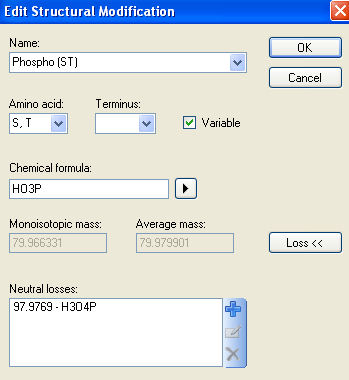 Edit Structural Modification
Name:
Phospho (ST)
OK
Cancel
Amino acid: Terminus:
S, T
Variable
Chemical formula:
HO3P
Monoisotopic mass: Average mass:
79.966331 79.979901
Loss <<
Neutral losses:
97.9769 - H3O4P